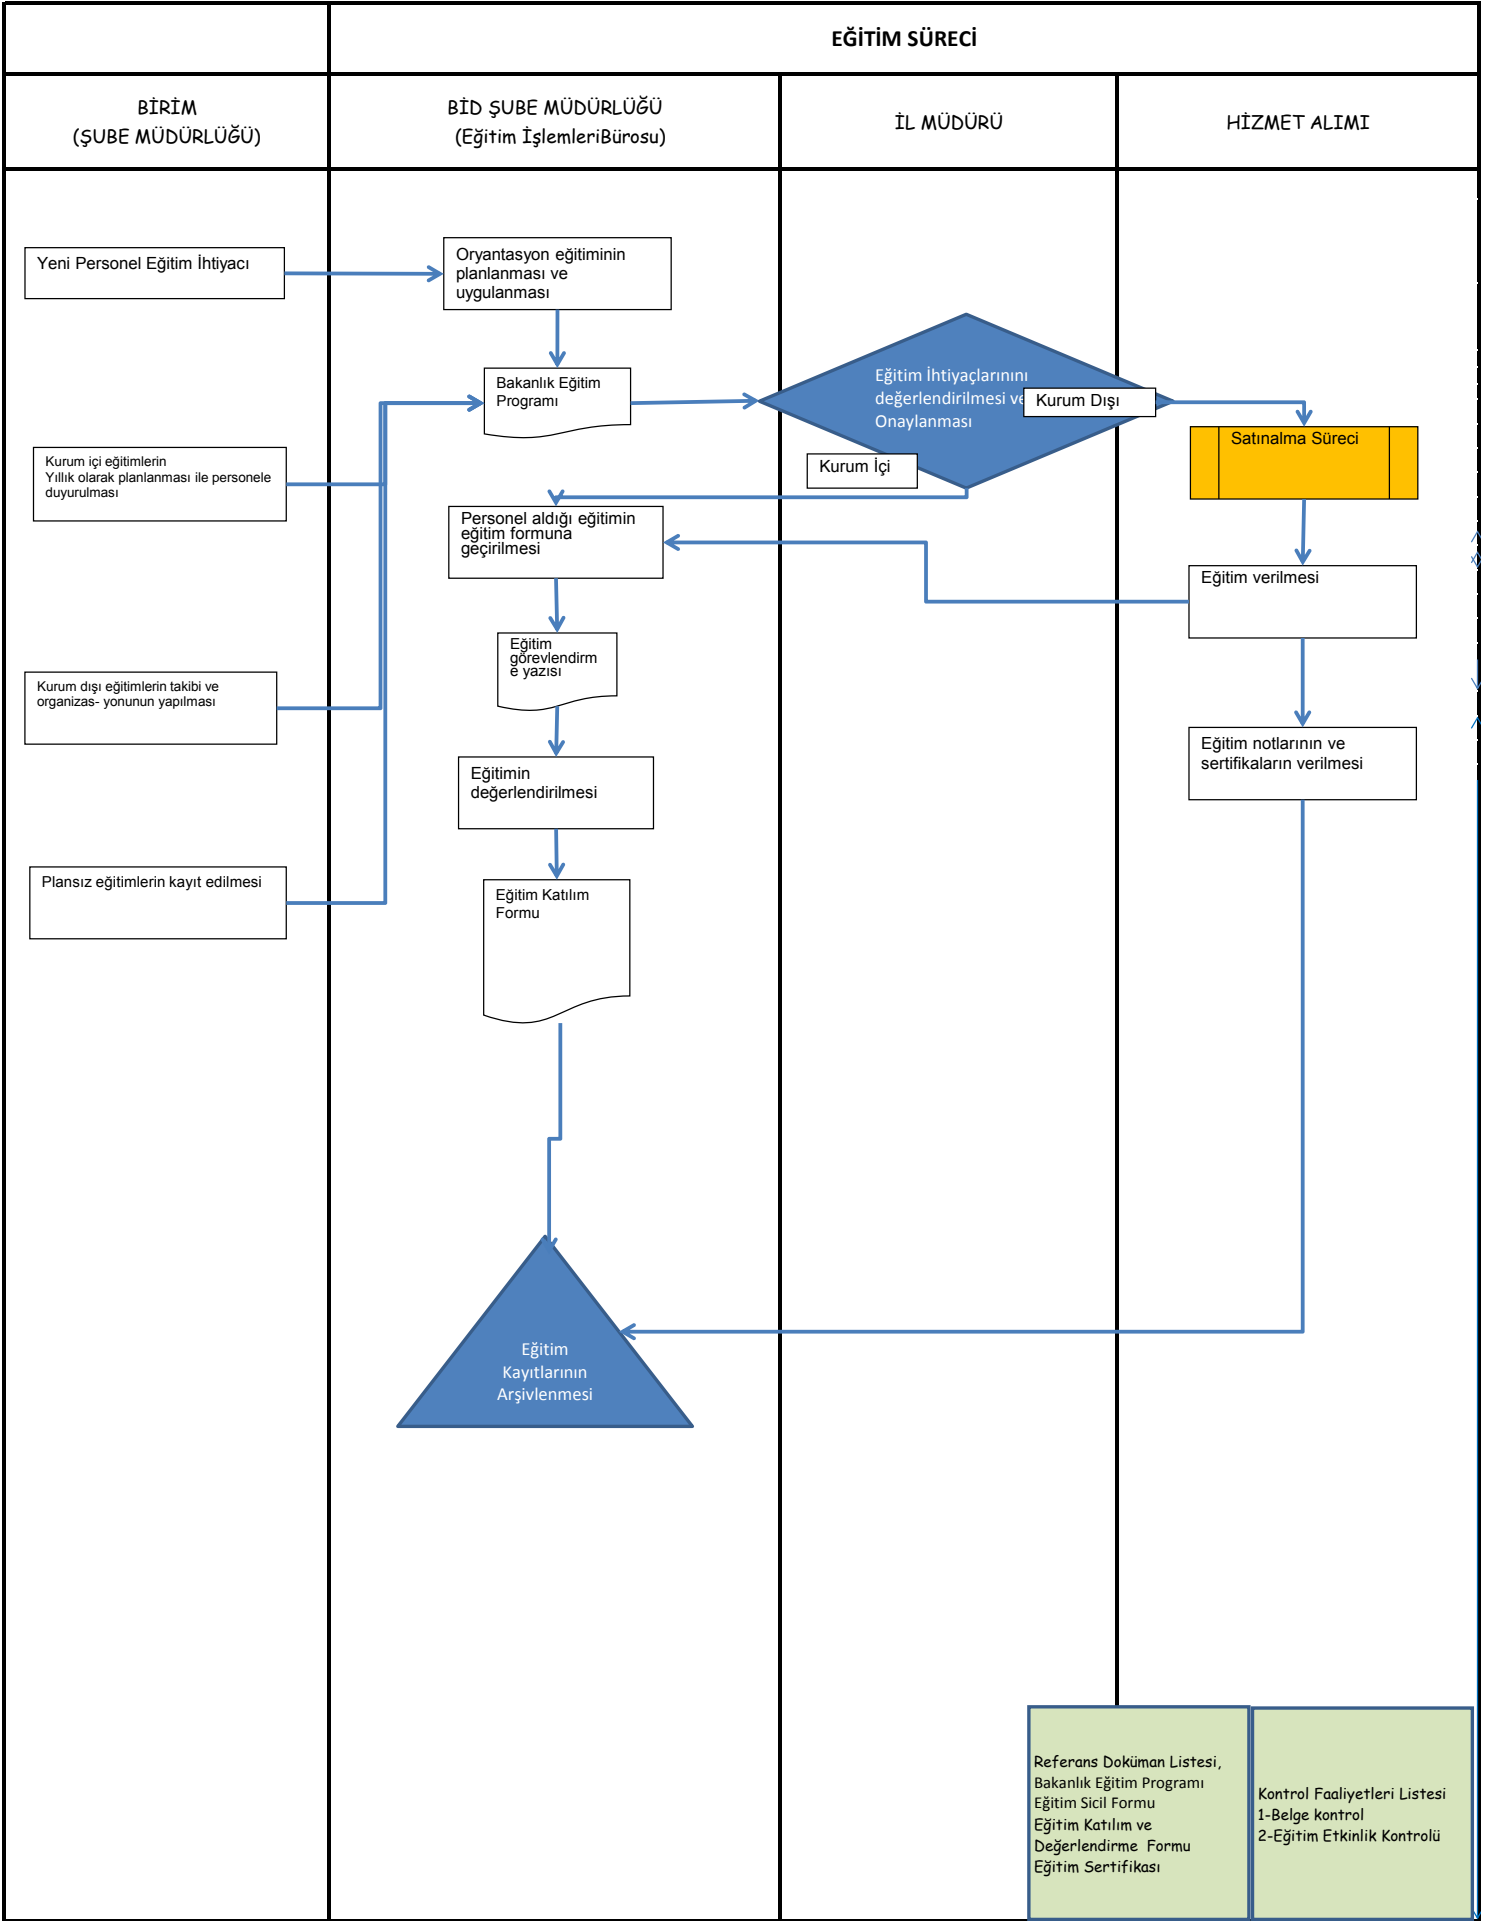 EĞİTİM SÜRECİ
BİRİM
(ŞUBE MÜDÜRLÜĞÜ)
BİD ŞUBE MÜDÜRLÜĞÜ
(Eğitim İşlemleriBürosu)
İL MÜDÜRÜ
HİZMET ALIMI
Yeni Personel Eğitim İhtiyacı
Oryantasyon eğitiminin
planlanması ve
uygulanması
Bakanlık Eğitim
Programı
Eğitim İhtiyaçlarınını
değerlendirilmesi ve
Onaylanması
Kurum Dışı
Kurum İçi
Satınalma Süreci
Kurum içi eğitimlerin
Yıllık olarak planlanması ile personele
duyurulması
Personel aldığı eğitimin
eğitim formuna
geçirilmesi
Eğitim verilmesi
Eğitim
görevlendirm
e yazısı
Kurum dışı eğitimlerin takibi ve
organizas- yonunun yapılması
Eğitim notlarının ve
sertifikaların verilmesi
Eğitimin
değerlendirilmesi
Plansız eğitimlerin kayıt edilmesi
Eğitim Katılım
Formu
Eğitim
Kayıtlarının
Arşivlenmesi
Referans Doküman Listesi,
Bakanlık Eğitim Programı
Eğitim Sicil Formu
Eğitim Katılım ve
Değerlendirme Formu
Eğitim Sertifikası
Kontrol Faaliyetleri Listesi
1-Belge kontrol
2-Eğitim Etkinlik Kontrolü